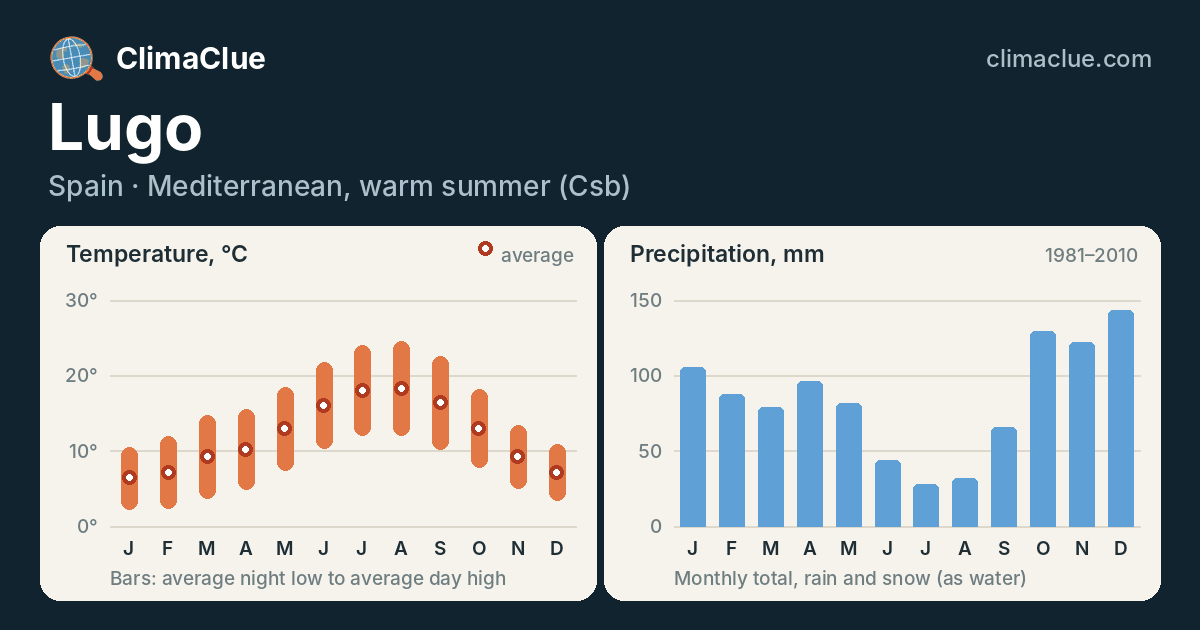 ClimaClue
climaclue.com
Lugo
Spain · Mediterranean, warm summer (Csb)
Temperature, °C
average
30°
20°
10°
0°
J F M A M J J A S O N D
Bars: average night low to average day high
Precipitation, mm
1981–2010
150
100
50
0
J F M A M J J A S O N D
Monthly total, rain and snow (as water)